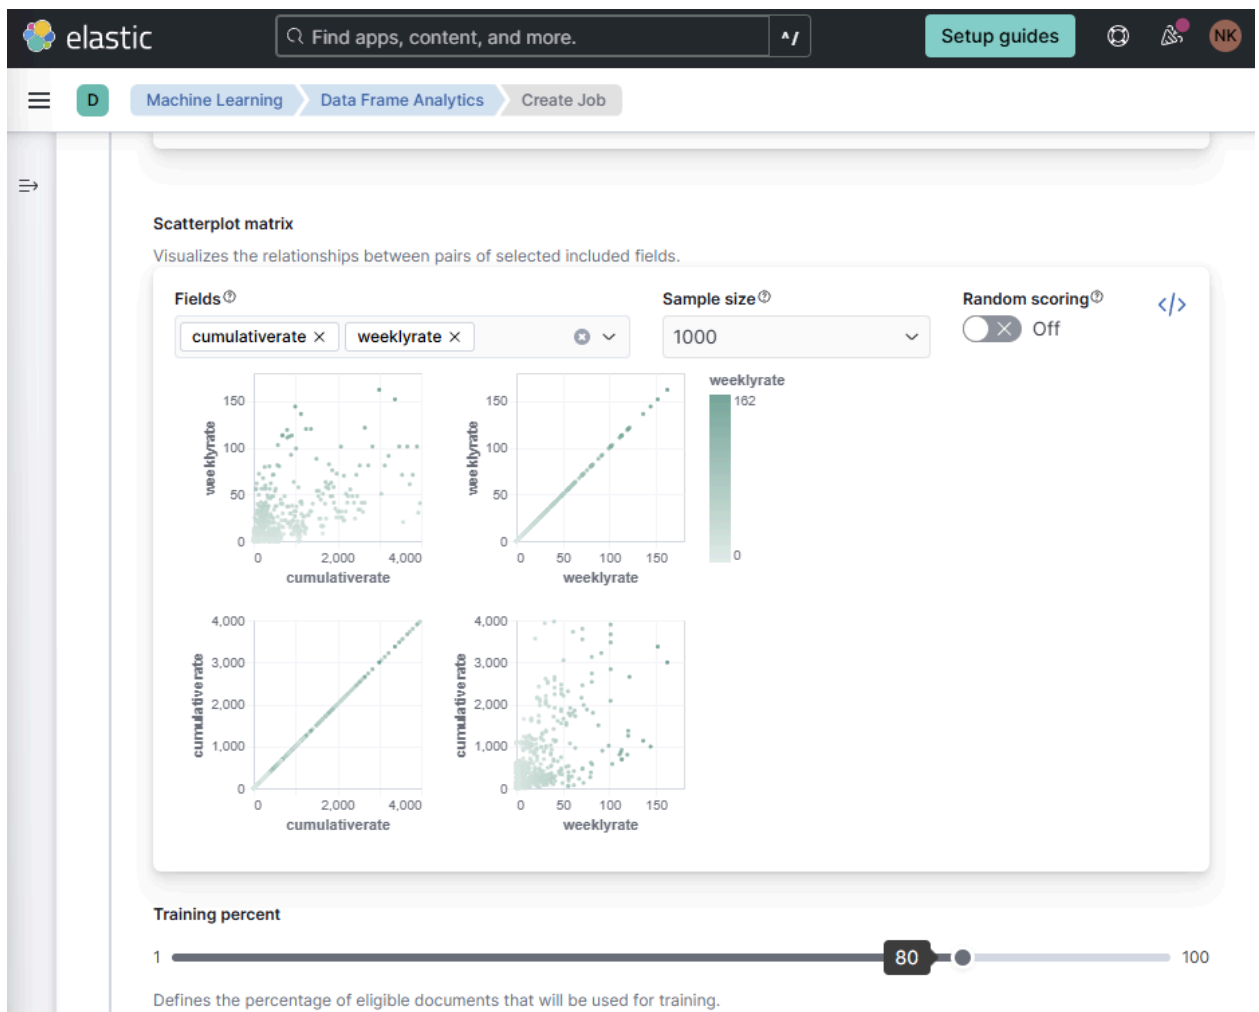 elastic
Find apps, content, and more.
^/
Setup guides
NK
D
Machine Learning
Data Frame Analytics
Create Job
Scatterplot matrix
Visualizes the relationships between pairs of selected included fields.
Fields
Sample size
Random scoring
</>
cumulativerate
weeklyrate
1000
Off
weeklyrate
150
100
50
0
0
2,000
4,000
cumulativerate
weeklyrate
150
100
50
0
0
50
100
150
weeklyrate
weeklyrate
162
0
cumulativerate
4,000
3,000
2,000
1,000
0
0
2,000
4,000
cumulativerate
cumulativerate
4,000
3,000
2,000
1,000
0
0
50
100
150
weeklyrate
Training percent
1
80
100
Defines the percentage of eligible documents that will be used for training.